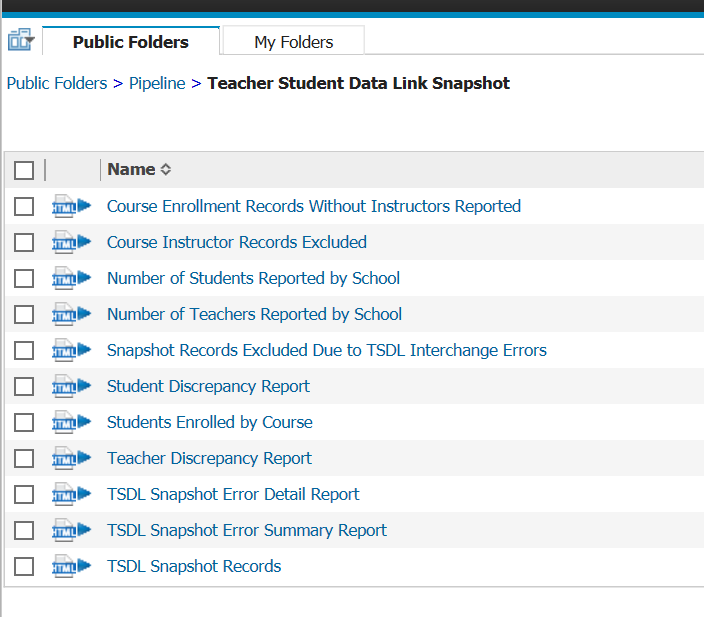 Public Folders
My Folders
Public Folders > Pipeline > Teacher Student Data Link Snapshot
Name
HTML Course Enrollment Records Without Instructors Reported
HTML Course Instructor Records Excluded
HTML Number of Students Reported by School
HTML Number of Teachers Reported by School
HTML Snapshot Records Excluded Due to TSDL Interchange Errors
HTML Student Discrepancy Report
HTML Students Enrolled by Course
HTML Teacher Discrepancy Report
HTML TSDL Snapshot Error Detail Report
HTML TSDL Snapshot Error Summary Report
HTML TSDL Snapshot Records